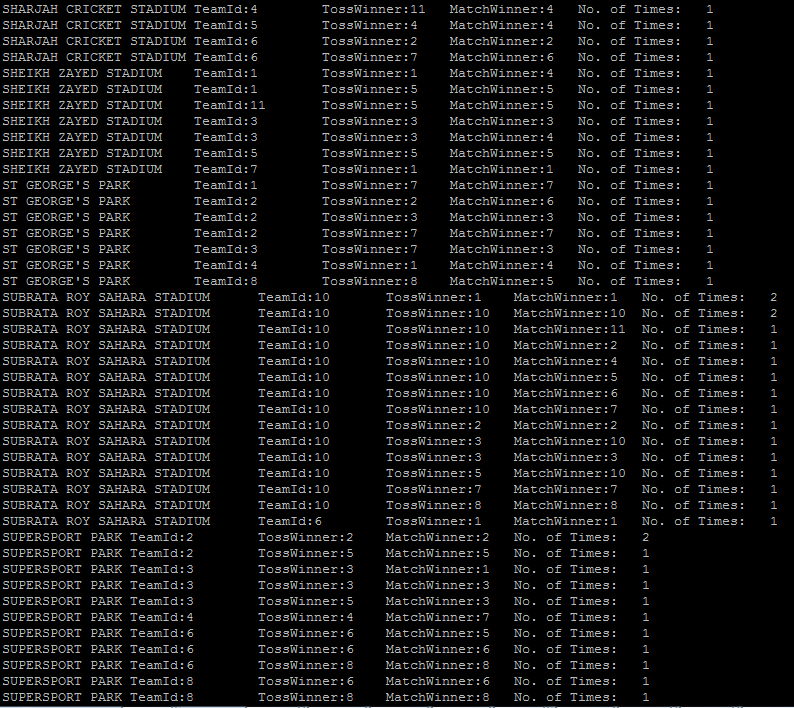 SHARJAH CRICKET STADIUM TeamId:4 TossWinner:11 MatchWinner:4 No. of Times: 1
SHARJAH CRICKET STADIUM TeamId:5 TossWinner:4 MatchWinner:4 No. of Times: 1
SHARJAH CRICKET STADIUM TeamId:6 TossWinner:2 MatchWinner:2 No. of Times: 1
SHARJAH CRICKET STADIUM TeamId:6 TossWinner:7 MatchWinner:6 No. of Times: 1
SHEIKH ZAYED STADIUM TeamId:1 TossWinner:1 MatchWinner:4 No. of Times: 1
SHEIKH ZAYED STADIUM TeamId:1 TossWinner:5 MatchWinner:5 No. of Times: 1
SHEIKH ZAYED STADIUM TeamId:11 TossWinner:5 MatchWinner:5 No. of Times: 1
SHEIKH ZAYED STADIUM TeamId:3 TossWinner:3 MatchWinner:3 No. of Times: 1
SHEIKH ZAYED STADIUM TeamId:3 TossWinner:3 MatchWinner:4 No. of Times: 1
SHEIKH ZAYED STADIUM TeamId:5 TossWinner:5 MatchWinner:5 No. of Times: 1
SHEIKH ZAYED STADIUM TeamId:7 TossWinner:1 MatchWinner:1 No. of Times: 1
ST GEORGE'S PARK TeamId:1 TossWinner:7 MatchWinner:7 No. of Times: 1
ST GEORGE'S PARK TeamId:2 TossWinner:2 MatchWinner:6 No. of Times: 1
ST GEORGE'S PARK TeamId:2 TossWinner:3 MatchWinner:3 No. of Times: 1
ST GEORGE'S PARK TeamId:2 TossWinner:7 MatchWinner:7 No. of Times: 1
ST GEORGE'S PARK TeamId:3 TossWinner:7 MatchWinner:3 No. of Times: 1
ST GEORGE'S PARK TeamId:4 TossWinner:1 MatchWinner:4 No. of Times: 1
ST GEORGE'S PARK TeamId:8 TossWinner:8 MatchWinner:5 No. of Times: 1
SUBRATA ROY SAHARA STADIUM TeamId:10 TossWinner:1 MatchWinner:1 No. of Times: 2
SUBRATA ROY SAHARA STADIUM TeamId:10 TossWinner:10 MatchWinner:10 No. of Times: 2
SUBRATA ROY SAHARA STADIUM TeamId:10 TossWinner:10 MatchWinner:11 No. of Times: 1
SUBRATA ROY SAHARA STADIUM TeamId:10 TossWinner:10 MatchWinner:2 No. of Times: 1
SUBRATA ROY SAHARA STADIUM TeamId:10 TossWinner:10 MatchWinner:4 No. of Times: 1
SUBRATA ROY SAHARA STADIUM TeamId:10 TossWinner:10 MatchWinner:5 No. of Times: 1
SUBRATA ROY SAHARA STADIUM TeamId:10 TossWinner:10 MatchWinner:6 No. of Times: 1
SUBRATA ROY SAHARA STADIUM TeamId:10 TossWinner:10 MatchWinner:7 No. of Times: 1
SUBRATA ROY SAHARA STADIUM TeamId:10 TossWinner:2 MatchWinner:2 No. of Times: 1
SUBRATA ROY SAHARA STADIUM TeamId:10 TossWinner:3 MatchWinner:10 No. of Times: 1
SUBRATA ROY SAHARA STADIUM TeamId:10 TossWinner:3 MatchWinner:3 No. of Times: 1
SUBRATA ROY SAHARA STADIUM TeamId:10 TossWinner:5 MatchWinner:10 No. of Times: 1
SUBRATA ROY SAHARA STADIUM TeamId:10 TossWinner:7 MatchWinner:7 No. of Times: 1
SUBRATA ROY SAHARA STADIUM TeamId:10 TossWinner:8 MatchWinner:8 No. of Times: 1
SUBRATA ROY SAHARA STADIUM TeamId:6 TossWinner:1 MatchWinner:1 No. of Times: 1
SUPERSPORT PARK TeamId:2 TossWinner:2 MatchWinner:2 No. of Times: 2
SUPERSPORT PARK TeamId:2 TossWinner:5 MatchWinner:5 No. of Times: 1
SUPERSPORT PARK TeamId:3 TossWinner:3 MatchWinner:1 No. of Times: 1
SUPERSPORT PARK TeamId:3 TossWinner:3 MatchWinner:3 No. of Times: 1
SUPERSPORT PARK TeamId:3 TossWinner:5 MatchWinner:3 No. of Times: 1
SUPERSPORT PARK TeamId:4 TossWinner:4 MatchWinner:7 No. of Times: 1
SUPERSPORT PARK TeamId:6 TossWinner:6 MatchWinner:5 No. of Times: 1
SUPERSPORT PARK TeamId:6 TossWinner:6 MatchWinner:6 No. of Times: 1
SUPERSPORT PARK TeamId:6 TossWinner:8 MatchWinner:8 No. of Times: 1
SUPERSPORT PARK TeamId:8 TossWinner:6 MatchWinner:6 No. of Times: 1
SUPERSPORT PARK TeamId:8 TossWinner:8 MatchWinner:8 No. of Times: 1